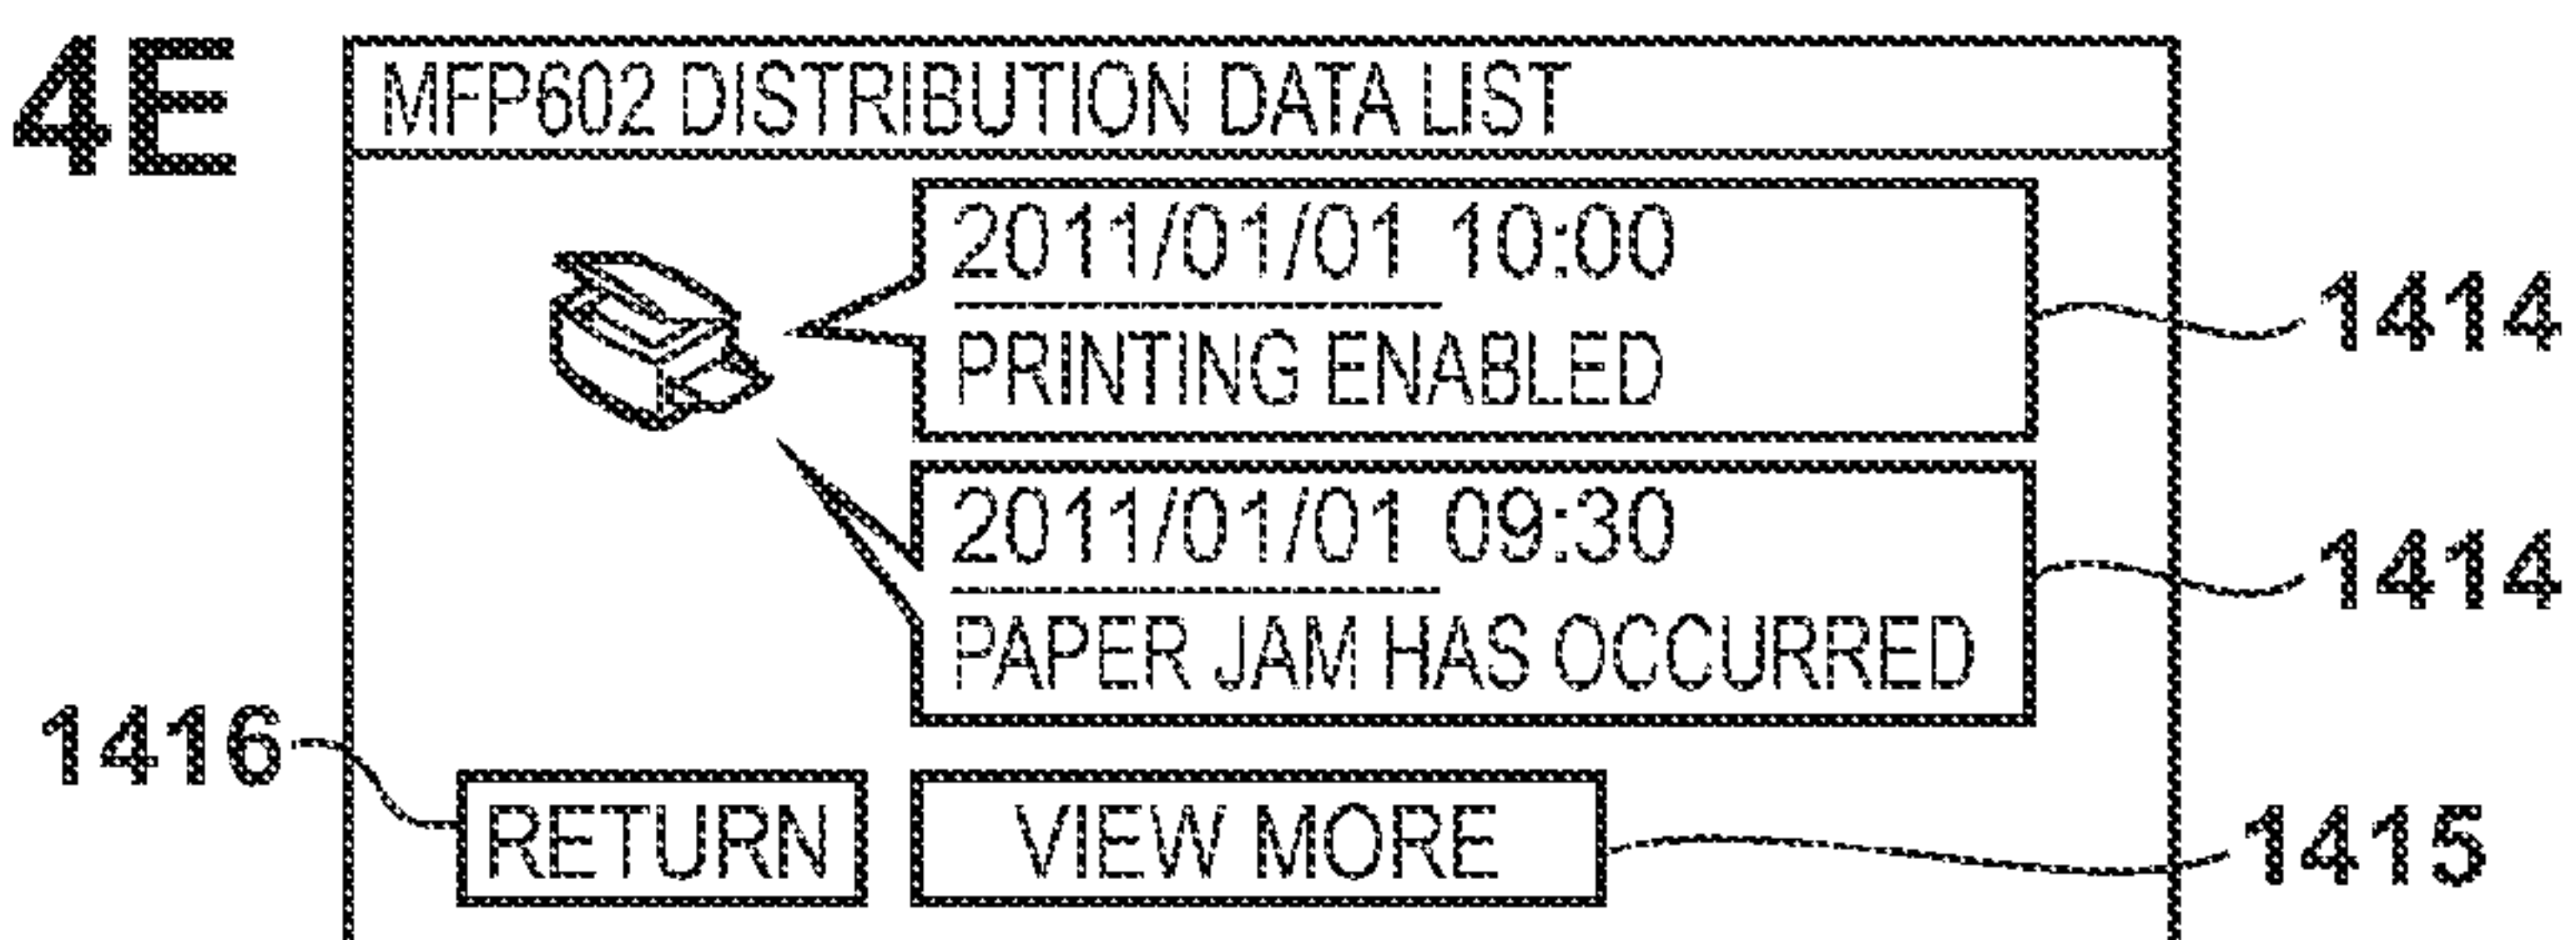 4E
MFP602 DISTRIBUTION DATA LIST
2011/01/01 10:00
PRINTING ENABLED
1414
2011/01/01 09:30
PAPER JAM HAS OCCURRED
1414
1416
RETURN
VIEW MORE
1415